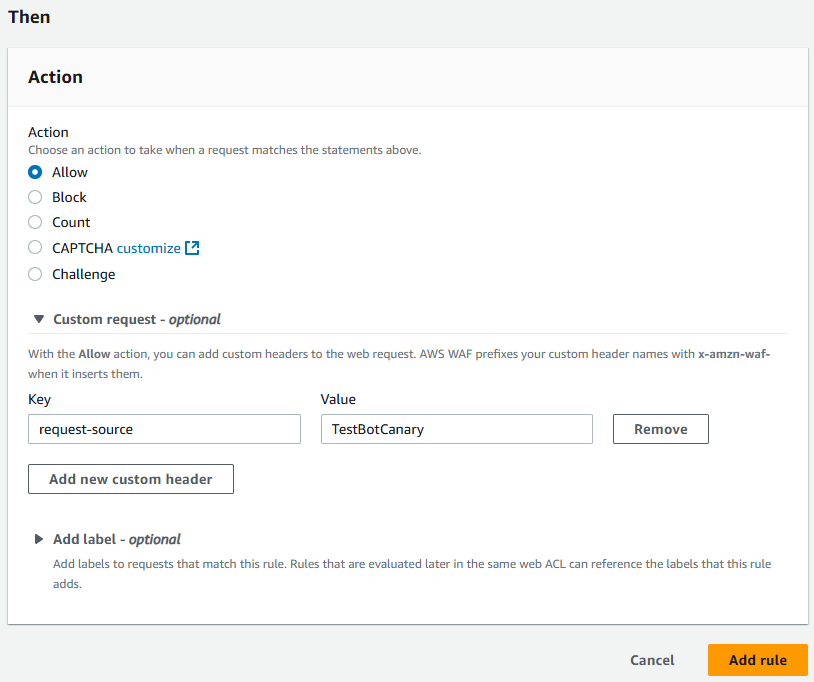 Then
Action
Action
Choose an action to take when a request matches the statements above.
Allow
Block
Count
CAPTCHA customize
Challenge
Custom request - optional
With the Allow action, you can add custom headers to the web request. AWS WAF prefixes your custom header names with x-amzn-waf-
when it inserts them.
Key Value
request-source TestBotCanary Remove
Add new custom header
Add label - optional
Add labels to requests that match this rule. Rules that are evaluated later in the same web ACL can reference the labels that this rule
adds.
Cancel Add rule